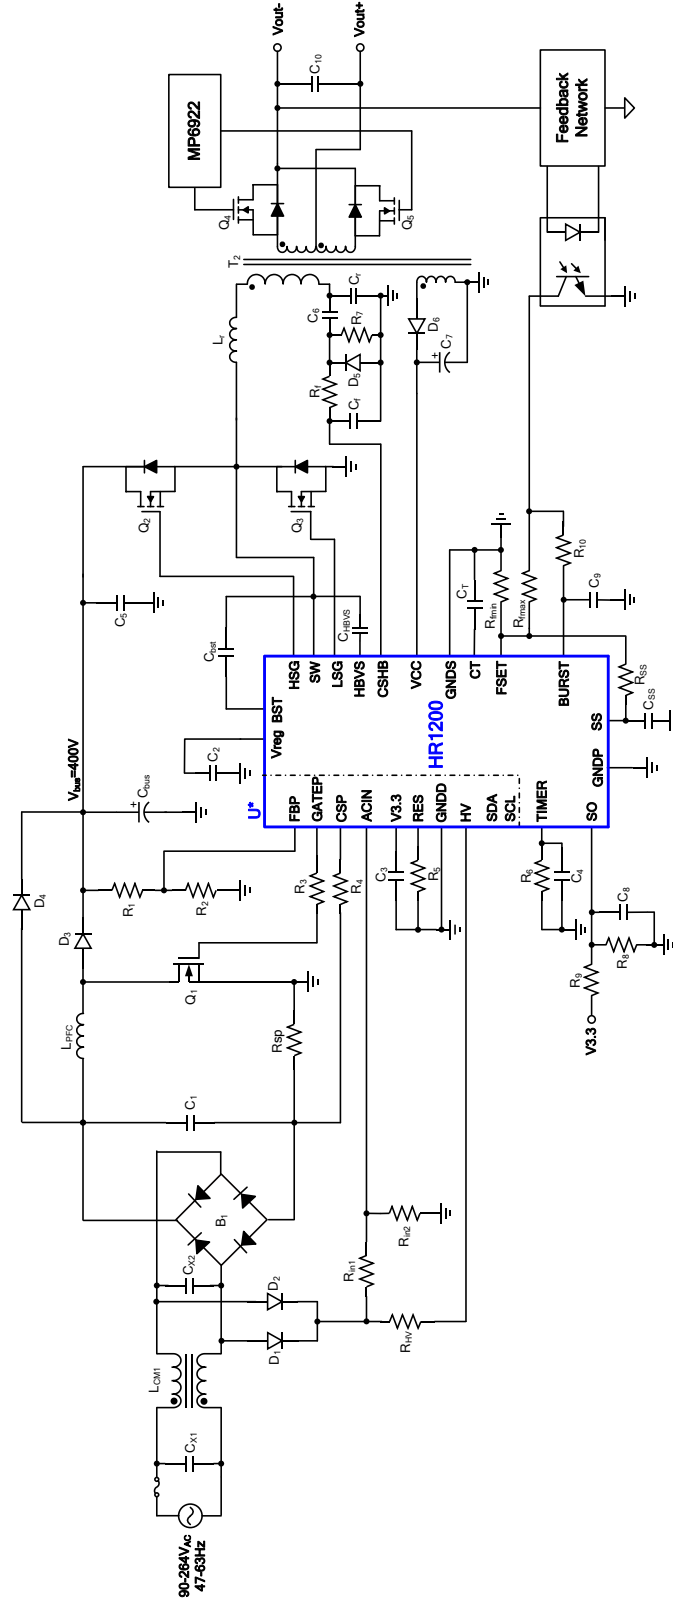 90-264VAC
47-63Hz
CX1
LCM1
CX2
D1
D2
B1
RHV
Rin1
Rin2
C1
LPFC
Rsp
Q1
D3
D4
R1
R2
Vbus=400V
Cbus
R3
R4
C3
R5
R6
C4
V3.3
R9
R8
C8
U*
HR1200
FBP
GATEP
CSP
ACIN
V3.3
RES
GNDD
HV
SDA
SCL
TIMER
SO
GNDP
SS
Vreg
BST
HSG
SW
LSG
HBVS
CSHB
VCC
GNDS
CT
FSET
BURST
C2
Cbst
CHBVS
C5
Q2
Q3
Lr
Rf
Cf
D5
R7
C6
Cr
D6
C7
CT
Rfmin
Rfmax
R10
C9
RSS
CSS
T2
Q4
Q5
MP6922
C10
Vout-
Vout+
Feedback
Network